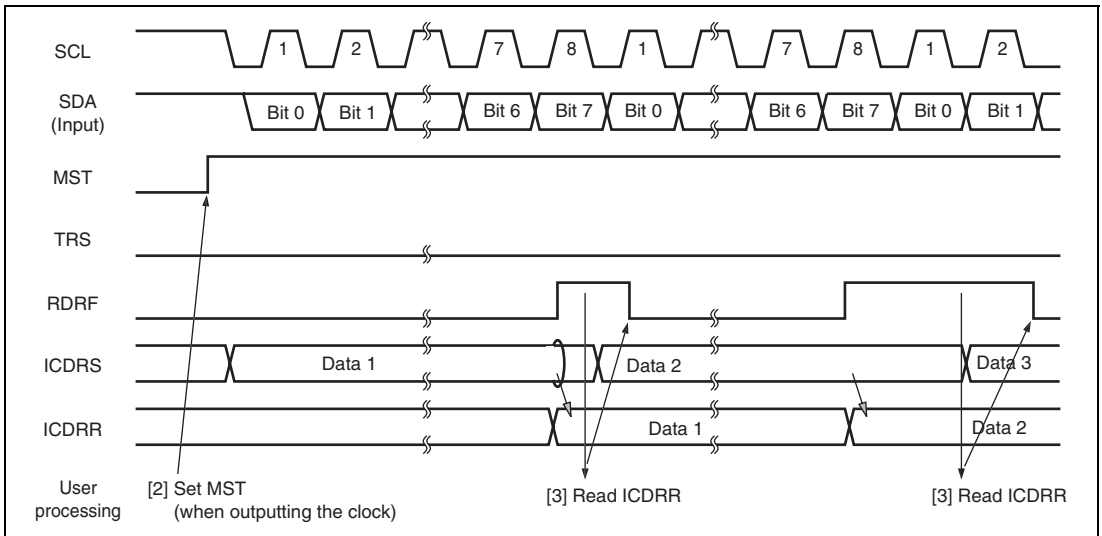 SCL 1 2 7 8 1 7 8 1 2
SDA
(Input)
Bit 0 Bit 1 Bit 6 Bit 7 Bit 0 Bit 6 Bit 7 Bit 0 Bit 1
MST
TRS
RDRF
ICDRS Data 1 Data 2 Data 3
ICDRR Data 1 Data 2
User
processing
[2] Set MST
(when outputting the clock)
[3] Read ICDRR
[3] Read ICDRR